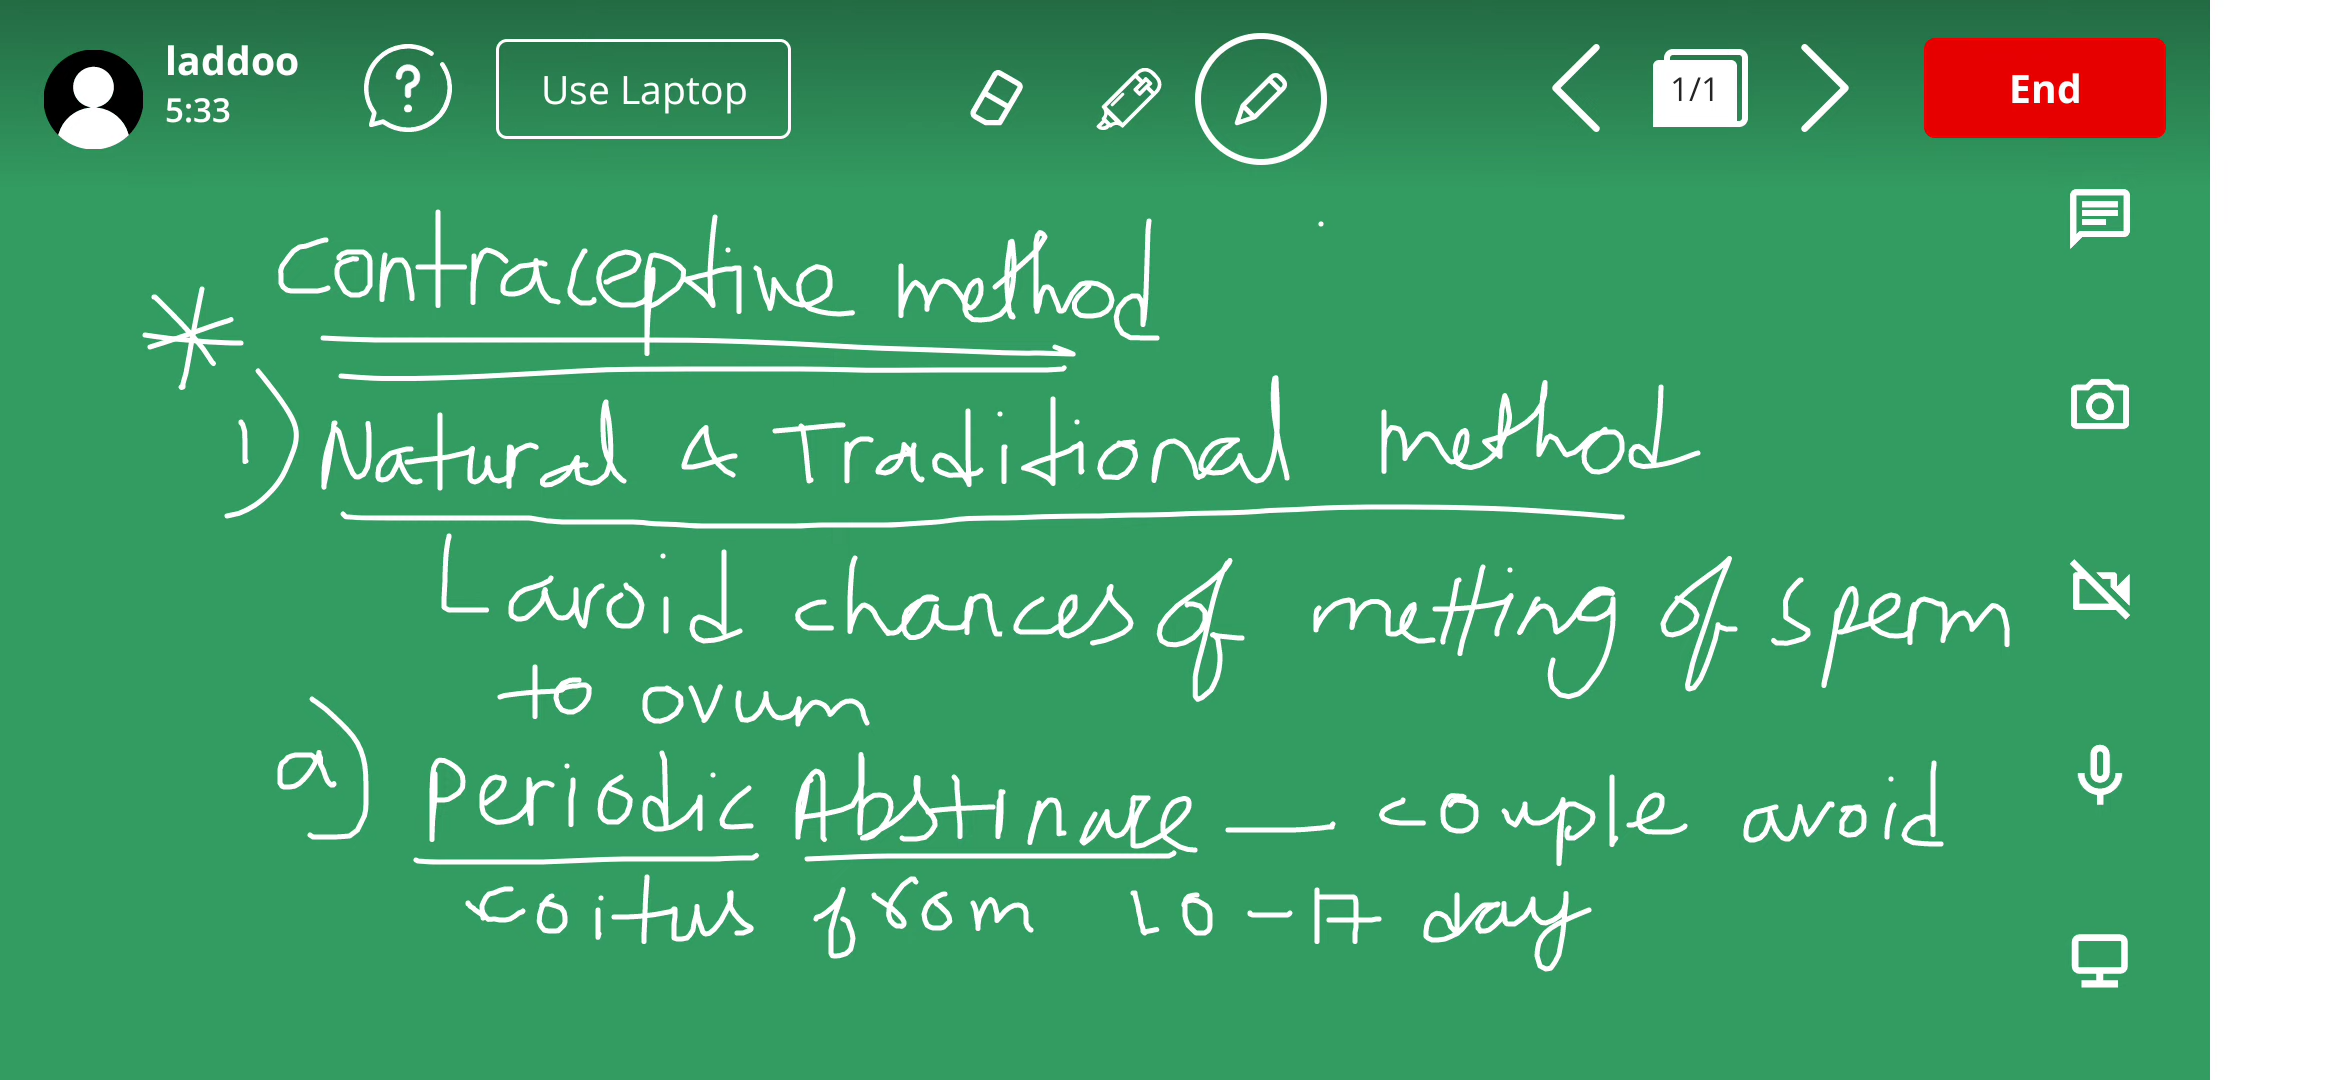 laddoo
5:33
Use Laptop
1/1
End
* Contraceptive method
1) Natural & Traditional method
avoid chances of metting of sperm
to ovum
a) Periodic Abstinace — couple avoid
coitus from 10-17 day